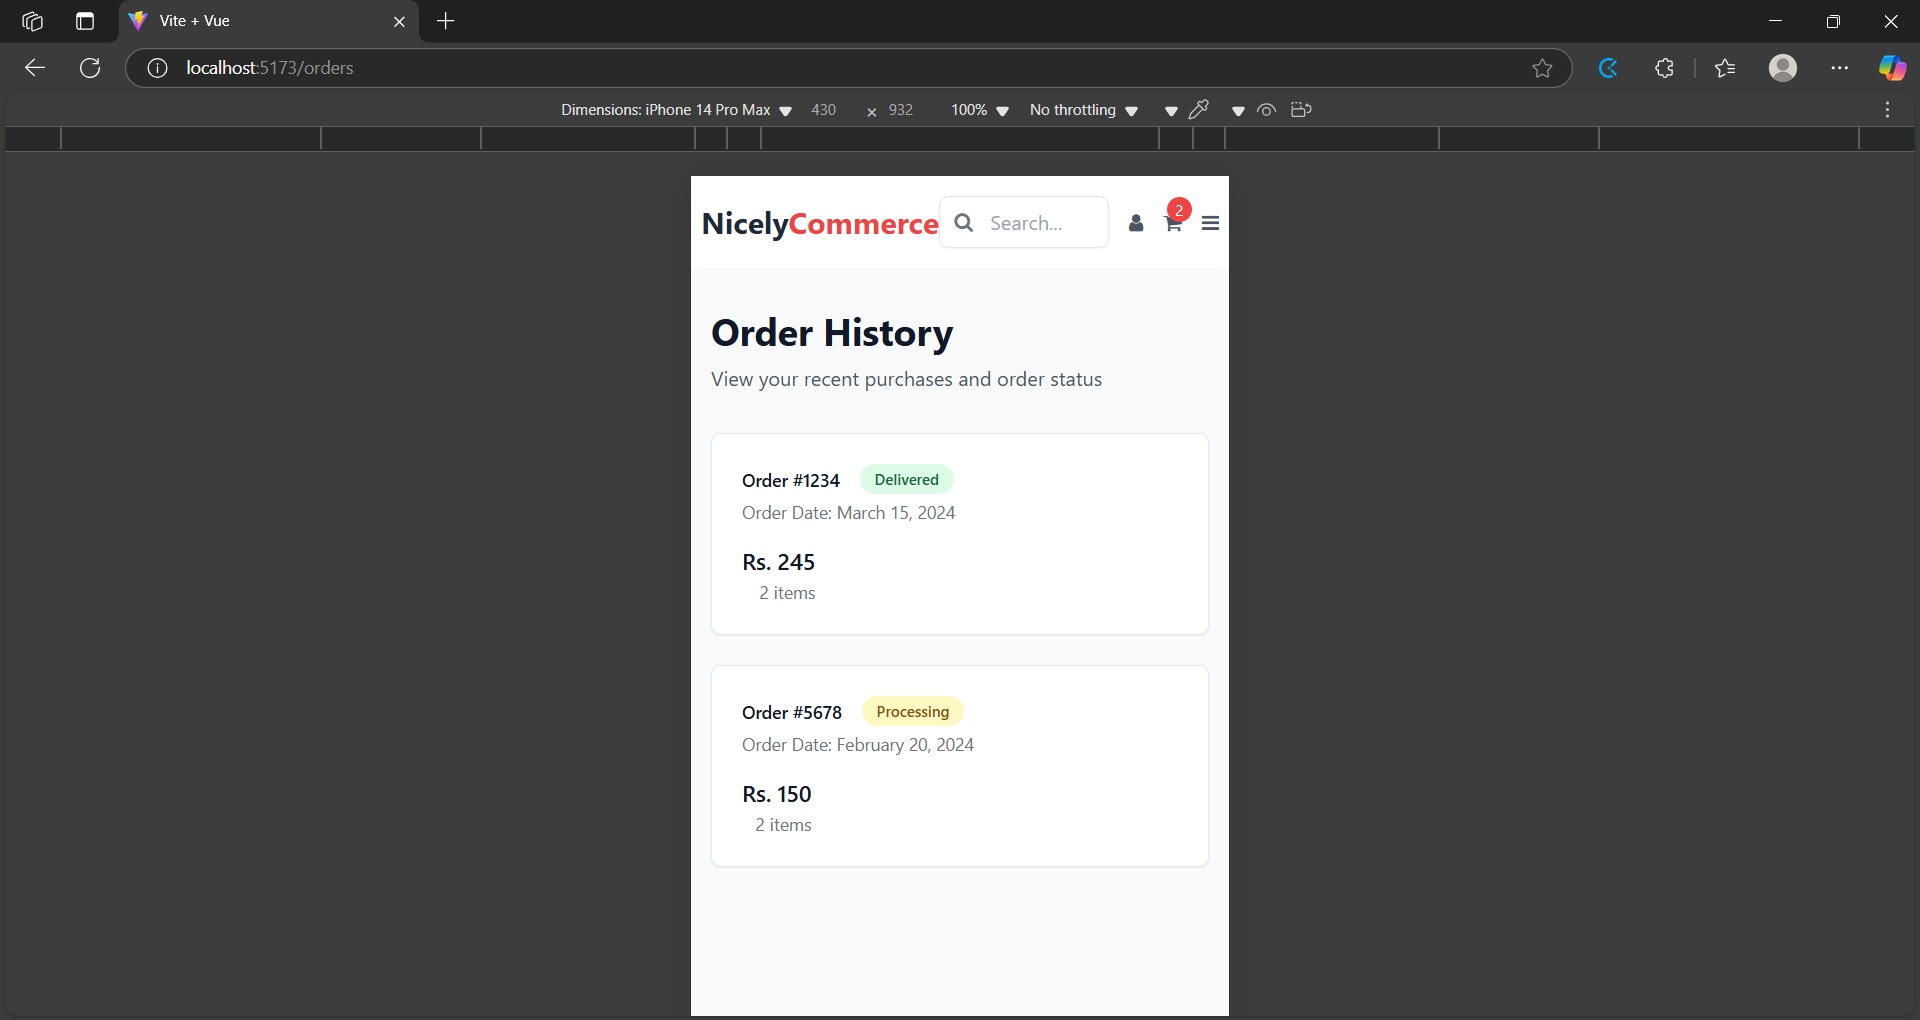 Vite + Vue
localhost:5173/orders
Dimensions: iPhone 14 Pro Max 430 × 932 100% No throttling
NicelyCommerce Search... 2
Order History
View your recent purchases and order status
Order #1234 Delivered
Order Date: March 15, 2024
Rs. 245
2 items
Order #5678 Processing
Order Date: February 20, 2024
Rs. 150
2 items